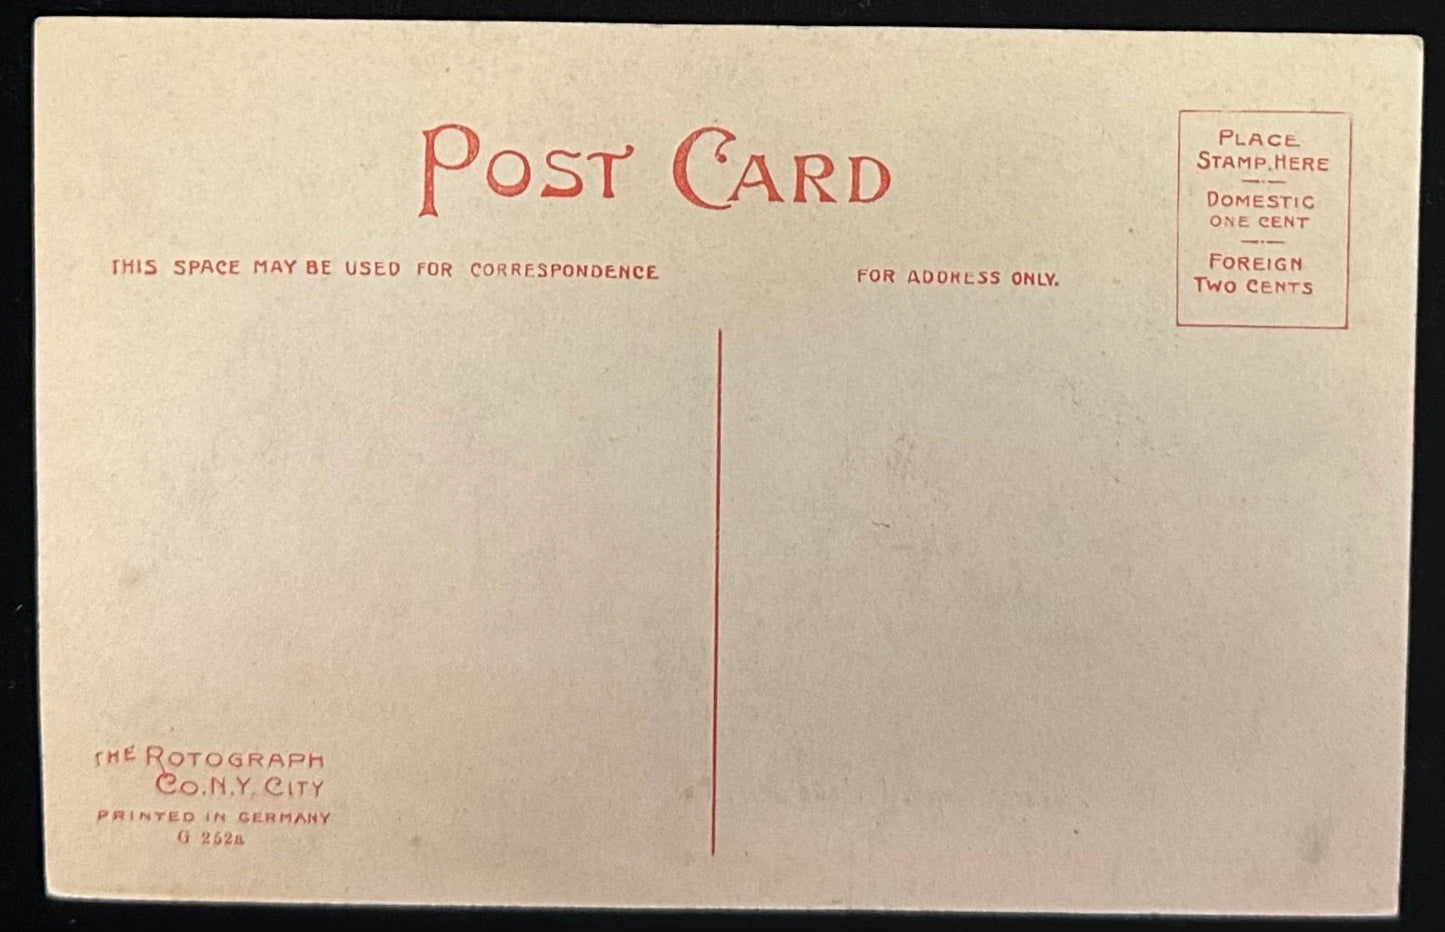 POST CARD
THIS SPACE MAY BE USED FOR CORRESPONDENCE
FOR ADDRESS ONLY.
PLACE
STAMP HERE
DOMESTIC
ONE CENT
FOREIGN
TWO CENTS
THE ROTOGRAPH
CO. N.Y. CITY
PRINTED IN GERMANY
G 252a